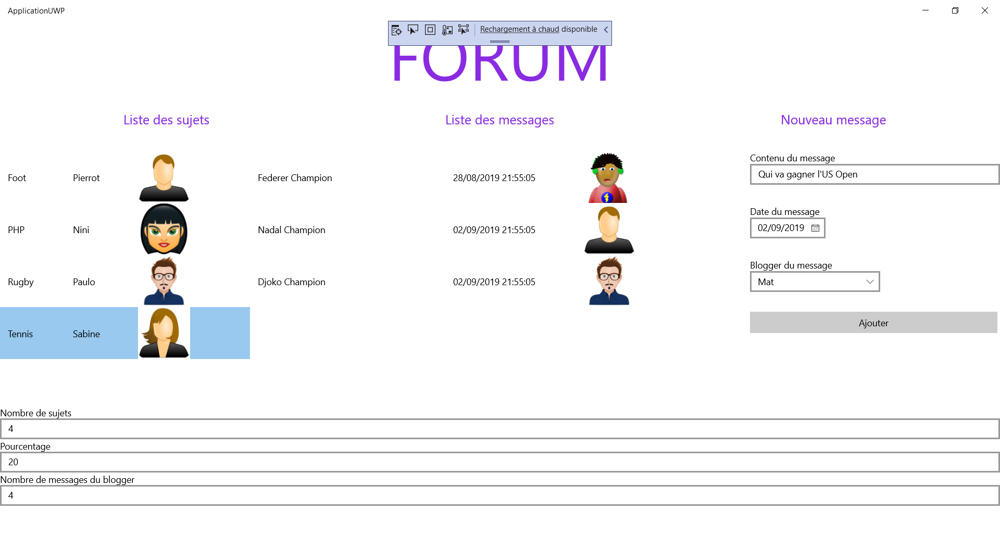 ApplicationUWP
Rechargement à chaud disponible
FORUM
Liste des sujets
Liste des messages
Nouveau message
Foot Pierrot
PHP Nini
Rugby Paulo
Tennis Sabine
Federer Champion 28/08/2019 21:55:05
Nadal Champion 02/09/2019 21:55:05
Djoko Champion 02/09/2019 21:55:05
Contenu du message
Qui va gagner l'US Open
Date du message
02/09/2019
Blogger du message
Mat
Ajouter
Nombre de sujets
4
Pourcentage
20
Nombre de messages du blogger
4